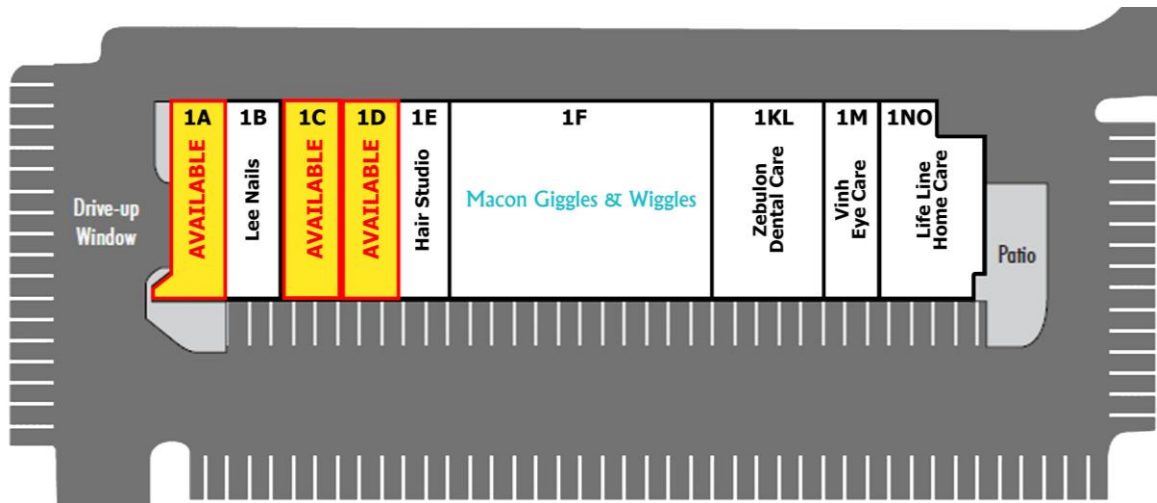 1A
AVAILABLE
1B
Lee Nails
1C
AVAILABLE
1D
AVAILABLE
1E
Hair Studio
1F
Macon Giggles & Wiggles
1KL
Zebulon
Dental Care
1M
Vinh
Eye Care
1NO
Life Line
Home Care
Drive-up
Window
Patio